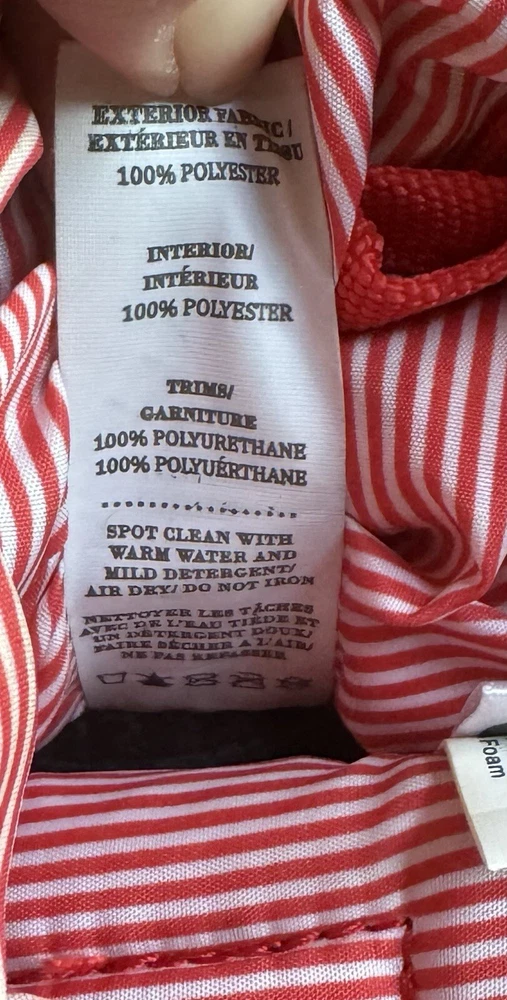 EXTERIOR FABRIC/
EXTÉRIEUR EN TISSU
100% POLYESTER
INTERIOR/
INTÉRIEUR
100% POLYESTER
TRIMS/
GARNITURE
100% POLYURETHANE
100% POLYUÉRTHANE
SPOT CLEAN WITH
WARM WATER AND
MILD DETERGENT/
AIR DRY/ DO NOT IRON
NETTOYER LES TÂCHES
AVEC DE L'EAU TIÈDE ET
UN DÉTERGENT DOUX/
FAIRE SÉCHER A L'AIR/
NE PAS REPASSER
Foam